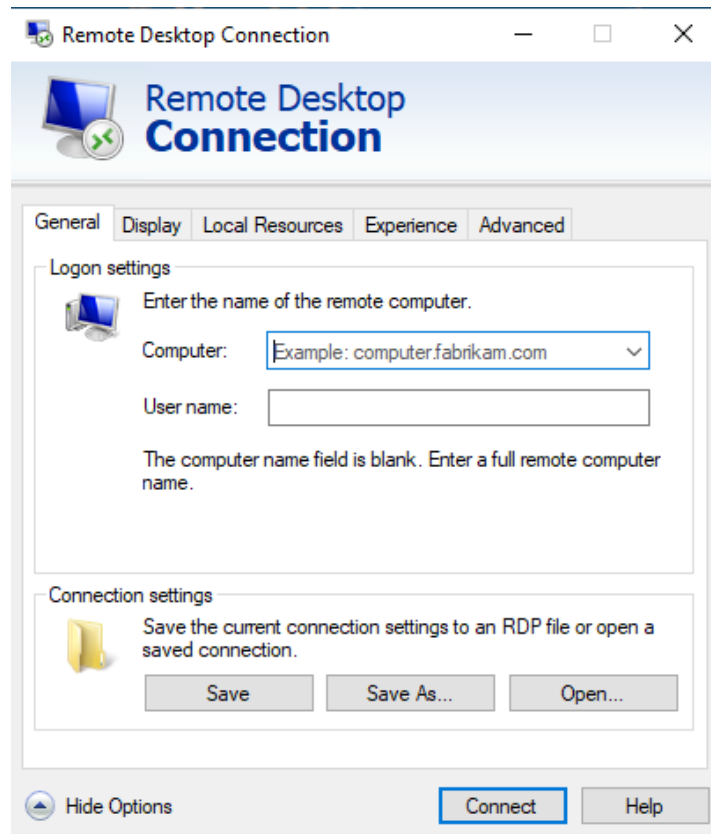 Remote Desktop Connection
Remote Desktop
Connection
General Display Local Resources Experience Advanced
Logon settings
Enter the name of the remote computer.
Computer: Example: computer.fabrikam.com
User name:
The computer name field is blank. Enter a full remote computer
name.
Connection settings
Save the current connection settings to an RDP file or open a
saved connection.
Save Save As... Open...
Hide Options Connect Help